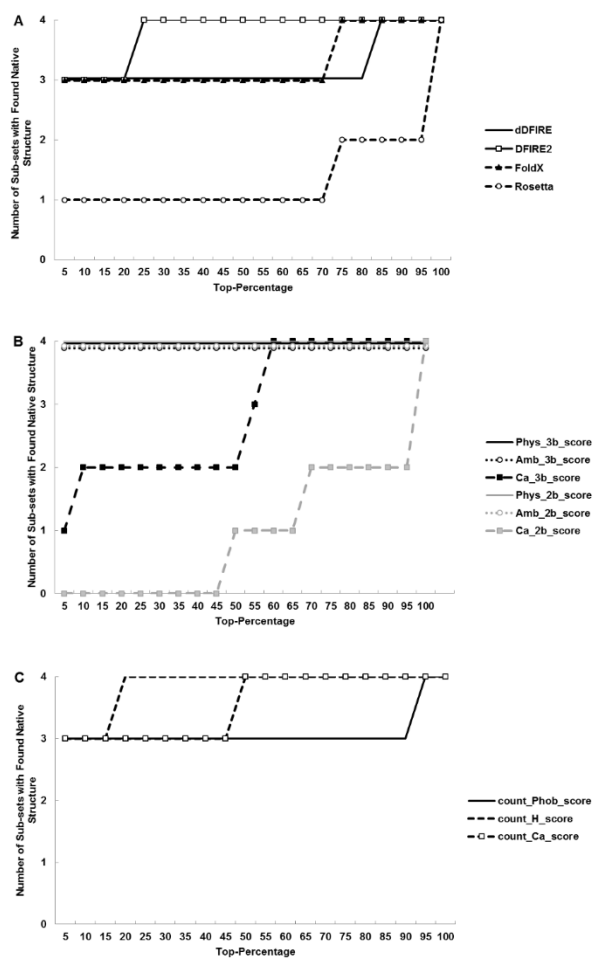 A
Number of Sub-sets with Found Native
Structure
4
3
2
1
0
5 10 15 20 25 30 35 40 45 50 55 60 65 70 75 80 85 90 95 100
Top-Percentage
dDFIRE
DFIRE2
FoldX
Rosetta
B
Number of Sub-sets with Found Native Structure
4
3
2
1
0
5 10 15 20 25 30 35 40 45 50 55 60 65 70 75 80 85 90 95 100
Top-Percentage
Phys_3b_score
Amb_3b_score
Ca_3b_score
Phys_2b_score
Amb_2b_score
Ca_2b_score
C
Number of Sub-sets with Found Native
Structure
4
3
2
1
0
5 10 15 20 25 30 35 40 45 50 55 60 65 70 75 80 85 90 95 100
Top-Percentage
count_Phob_score
count_H_score
count_Ca_score